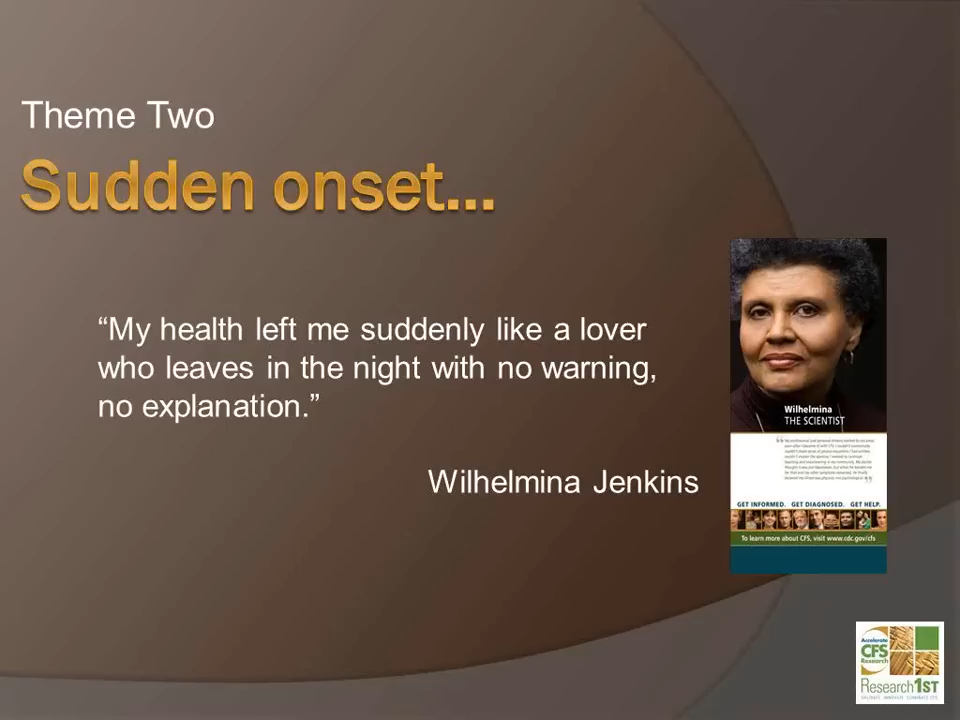 Theme Two
Sudden onset...
“My health left me suddenly like a lover
who leaves in the night with no warning,
no explanation.”
Wilhelmina Jenkins
Wilhelmina
THE SCIENTIST
GET INFORMED. GET DIAGNOSED. GET HELP.
To learn more about CFS, visit www.cdc.gov/cfs
Accelerate
CFS
Research
Research1ST